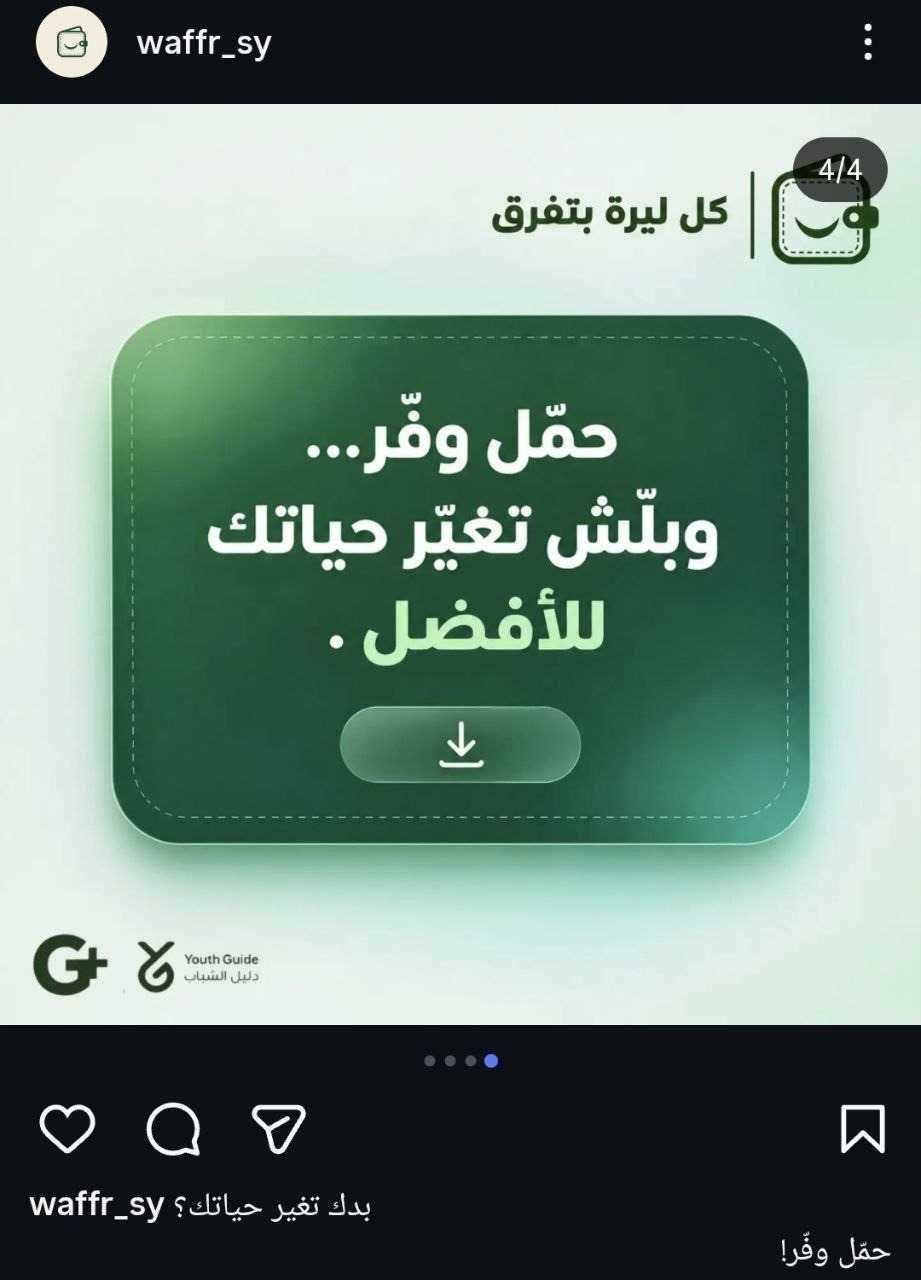 waffr_sy
4/4
كل ليرة بتفرق
حمّل وفّر...
وبلّش تغيّر حياتك
للأفضل .
G+
Youth Guide
دليل الشباب
waffr_sy بدك تغير حياتك؟
حمّل وفّر!